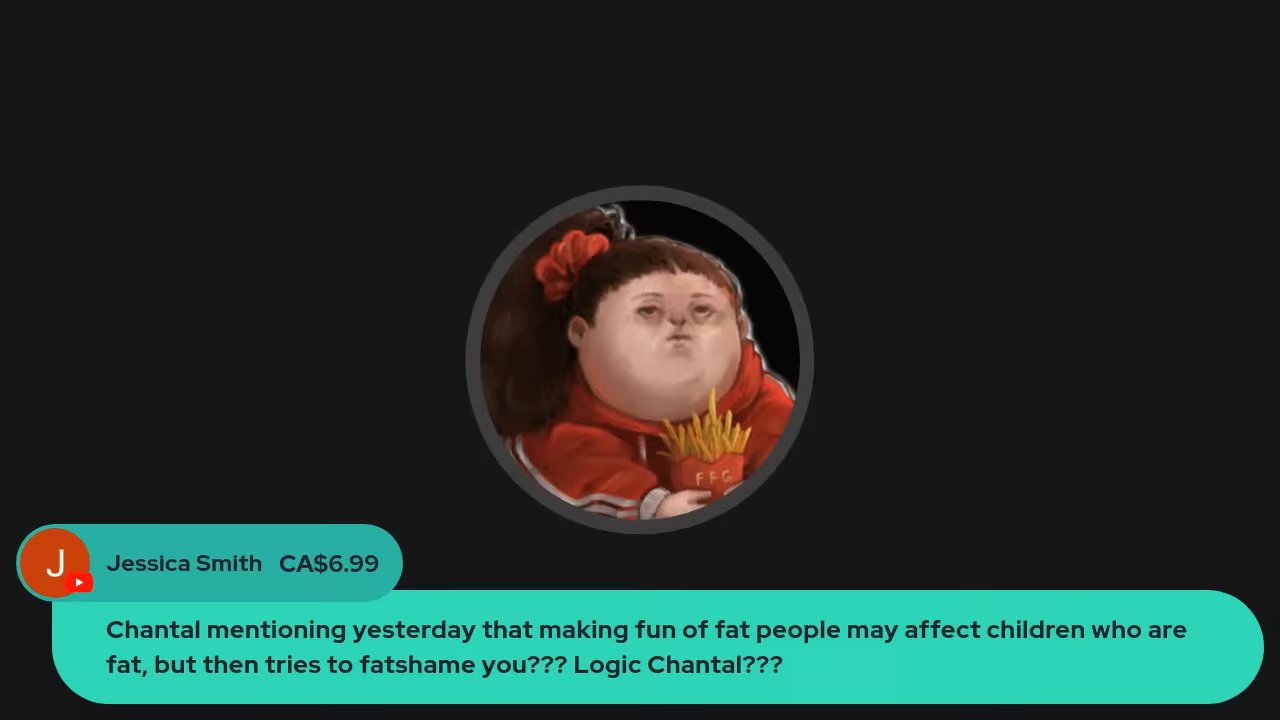 FFG
J
Jessica Smith CA$6.99
Chantal mentioning yesterday that making fun of fat people may affect children who are
fat, but then tries to fatshame you??? Logic Chantal???